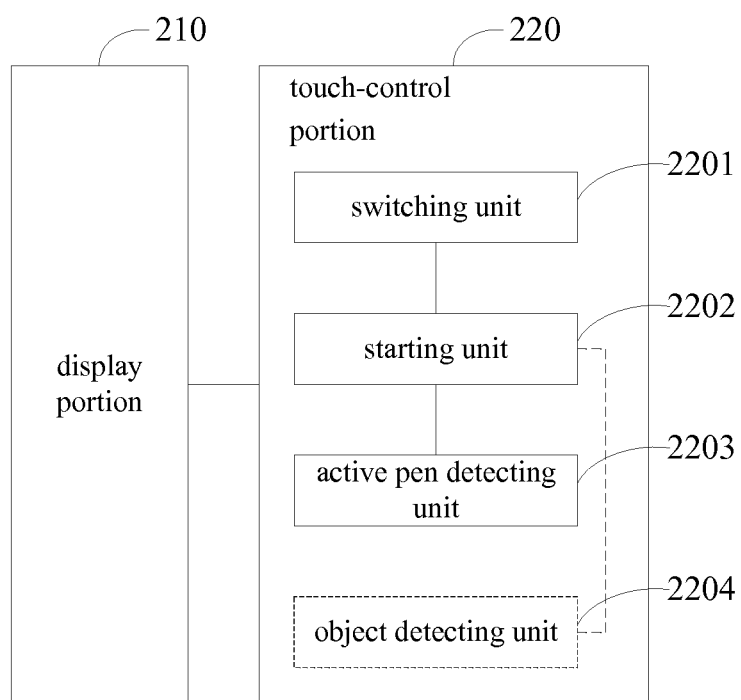 210
220
touch-control
portion
2201
switching unit
2202
starting unit
display
portion
2203
active pen detecting
unit
2204
object detecting unit